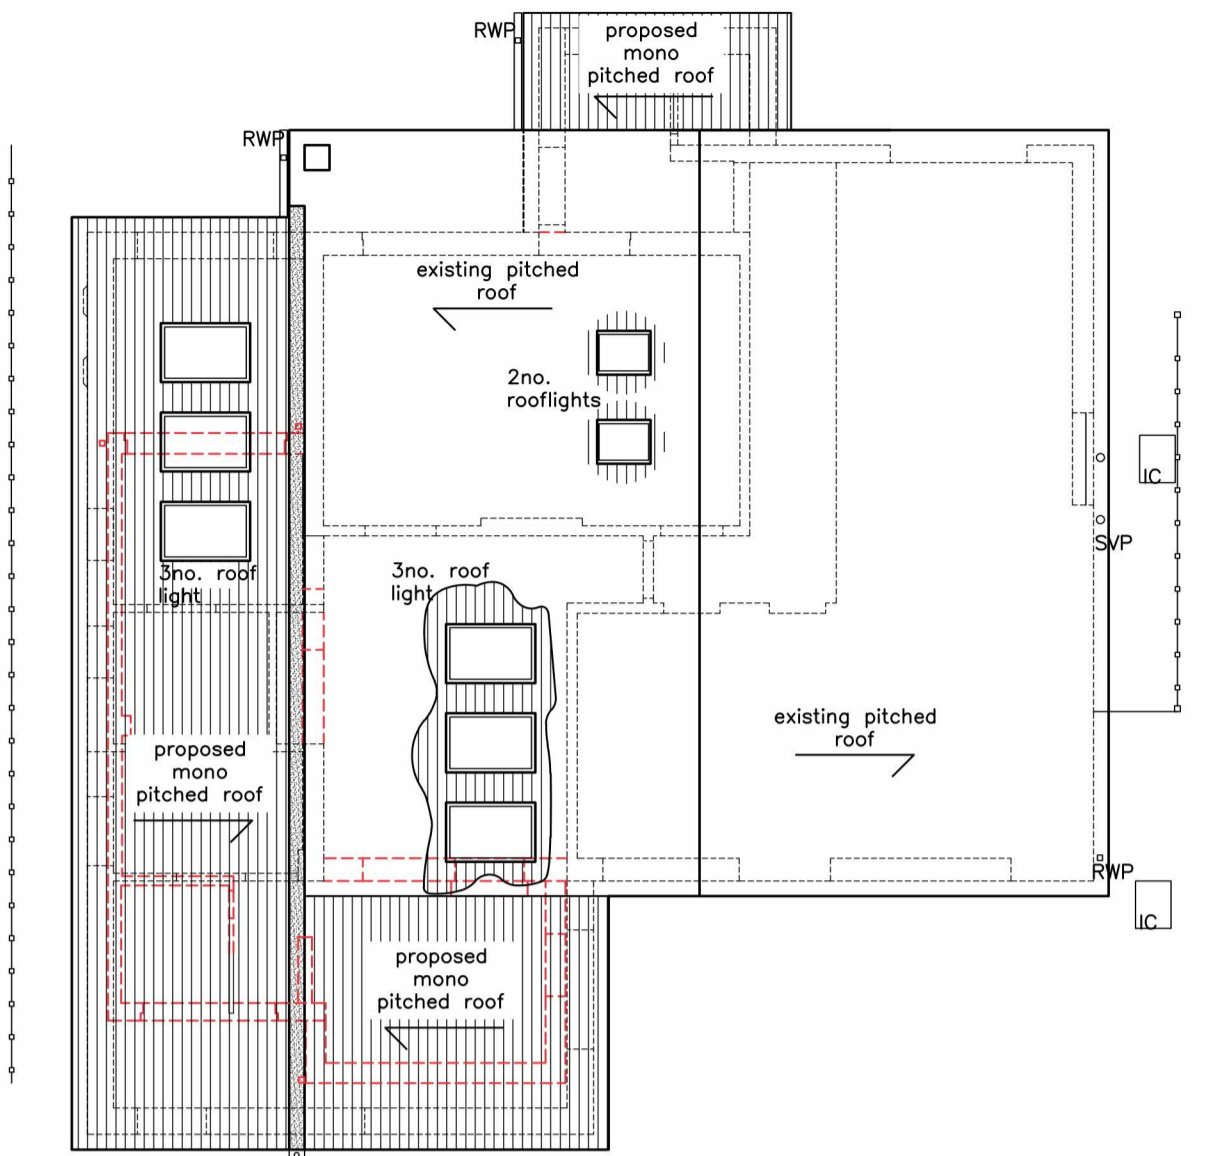 RWP
proposed
mono
pitched roof
RWP
existing pitched
roof
2no.
rooflights
IC
SVP
3no. roof
light
3no. roof
light
existing pitched
roof
proposed
mono
pitched roof
RWP
IC
proposed
mono
pitched roof